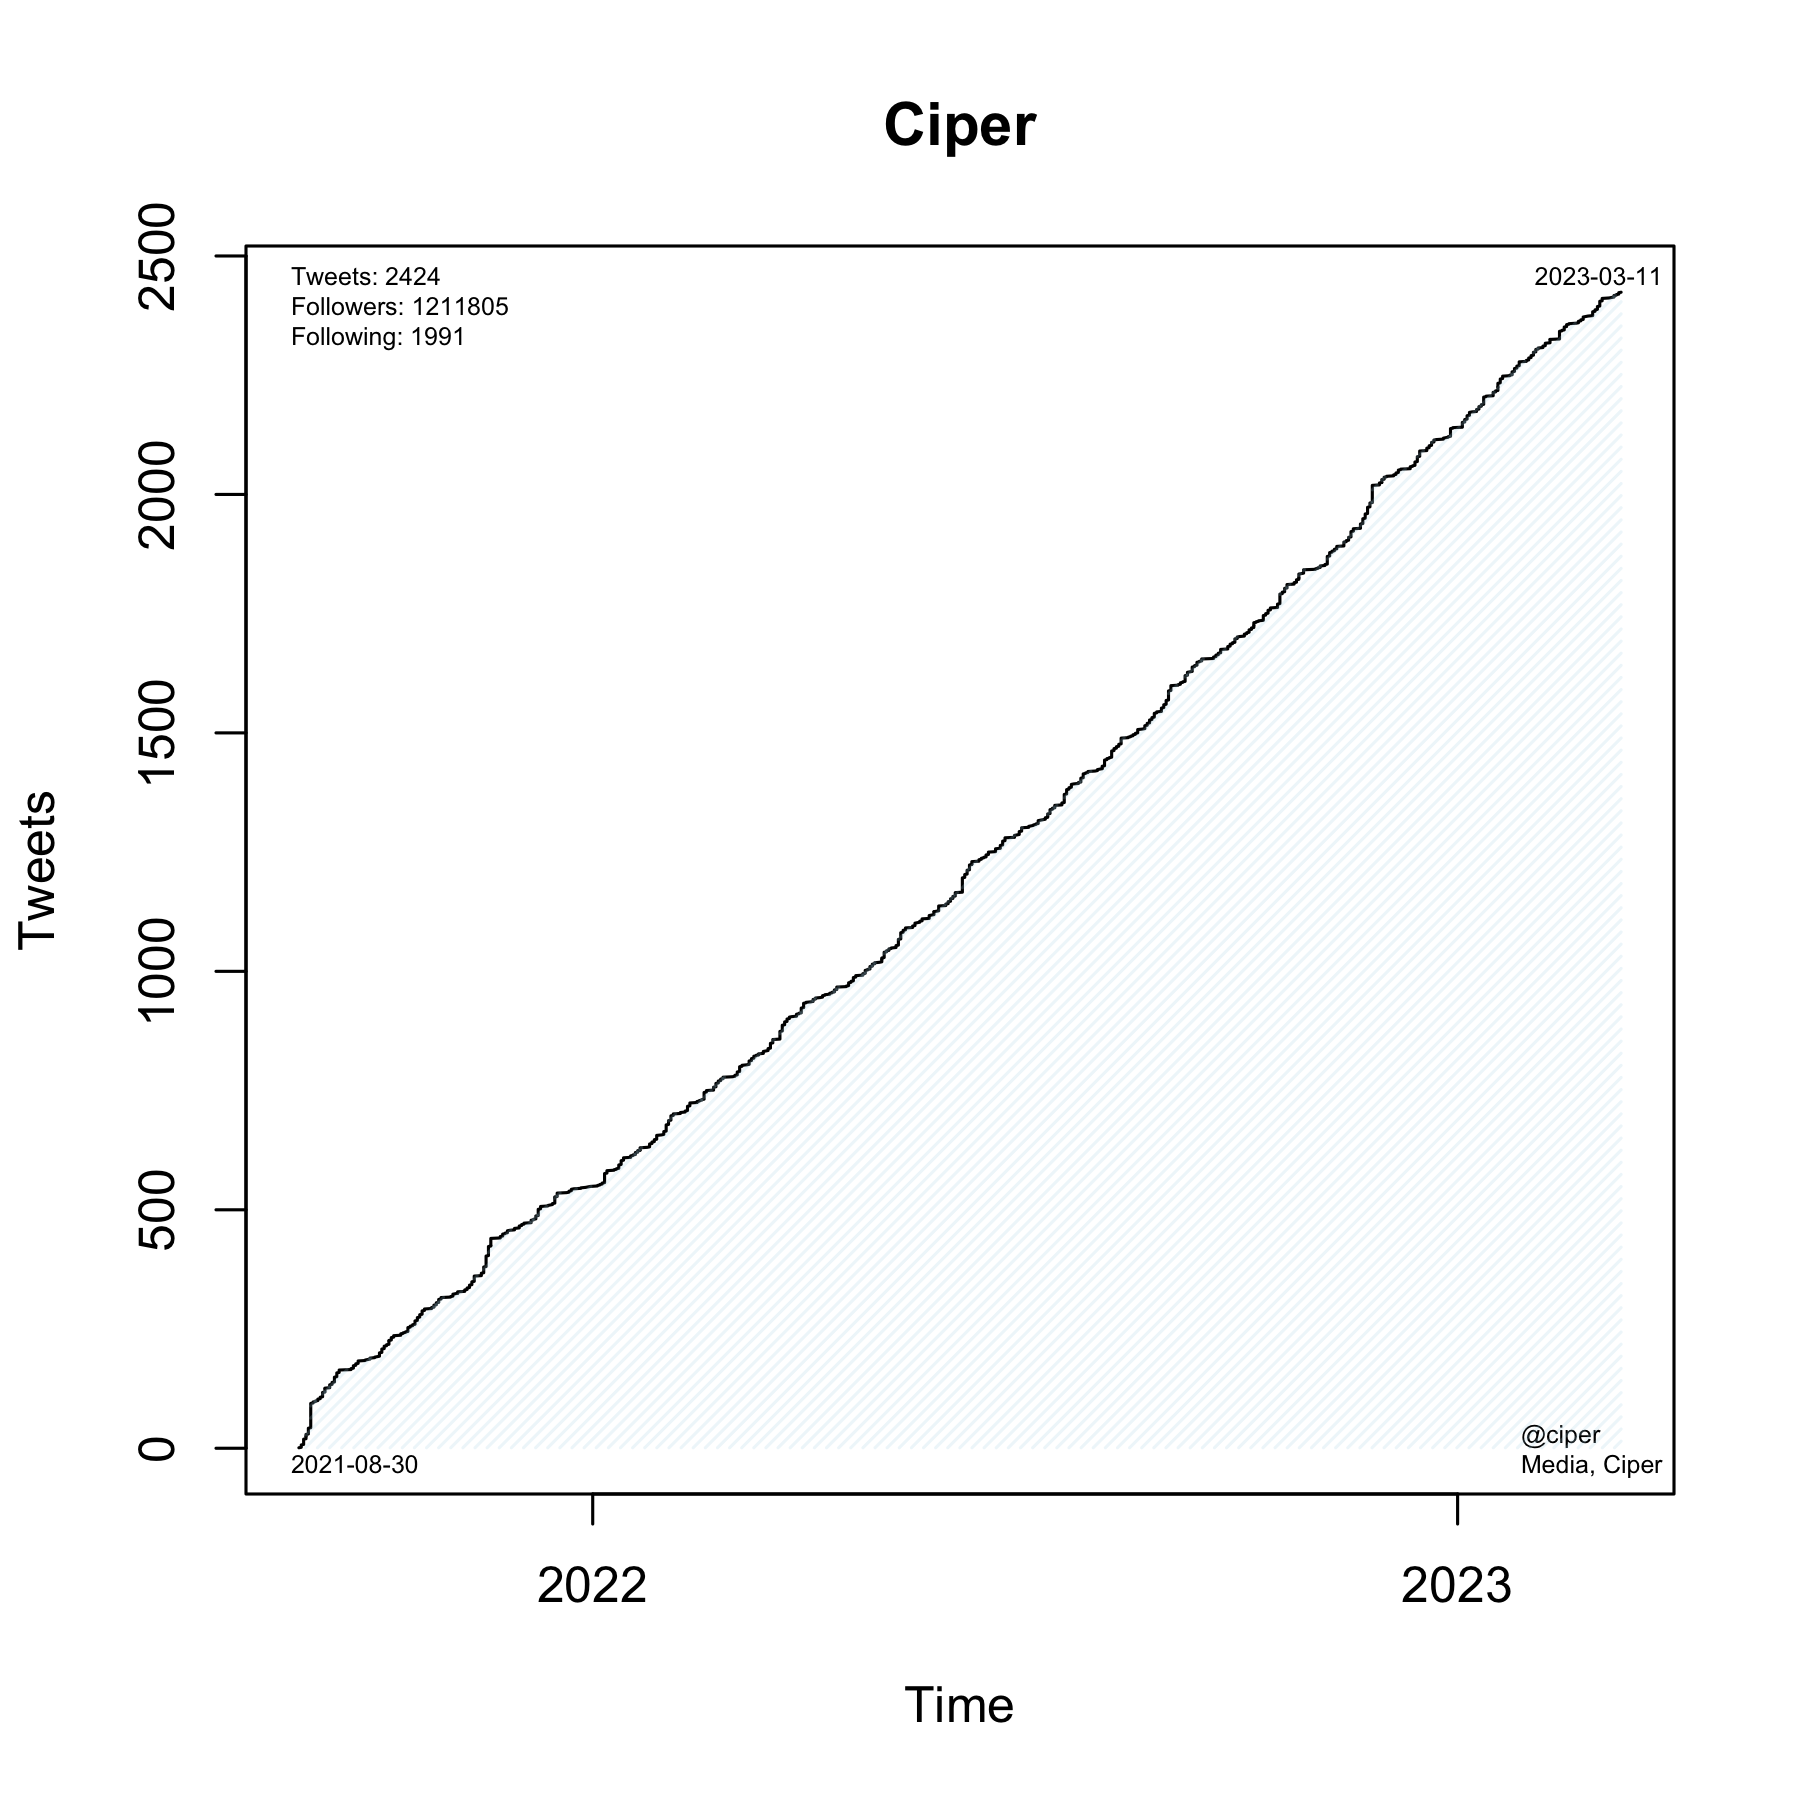 Ciper
Tweets
2500
2000
1500
1000
500
0
Tweets: 2424
Followers: 1211805
Following: 1991
2023-03-11
2021-08-30
@ciper
Media, Ciper
2022
2023
Time